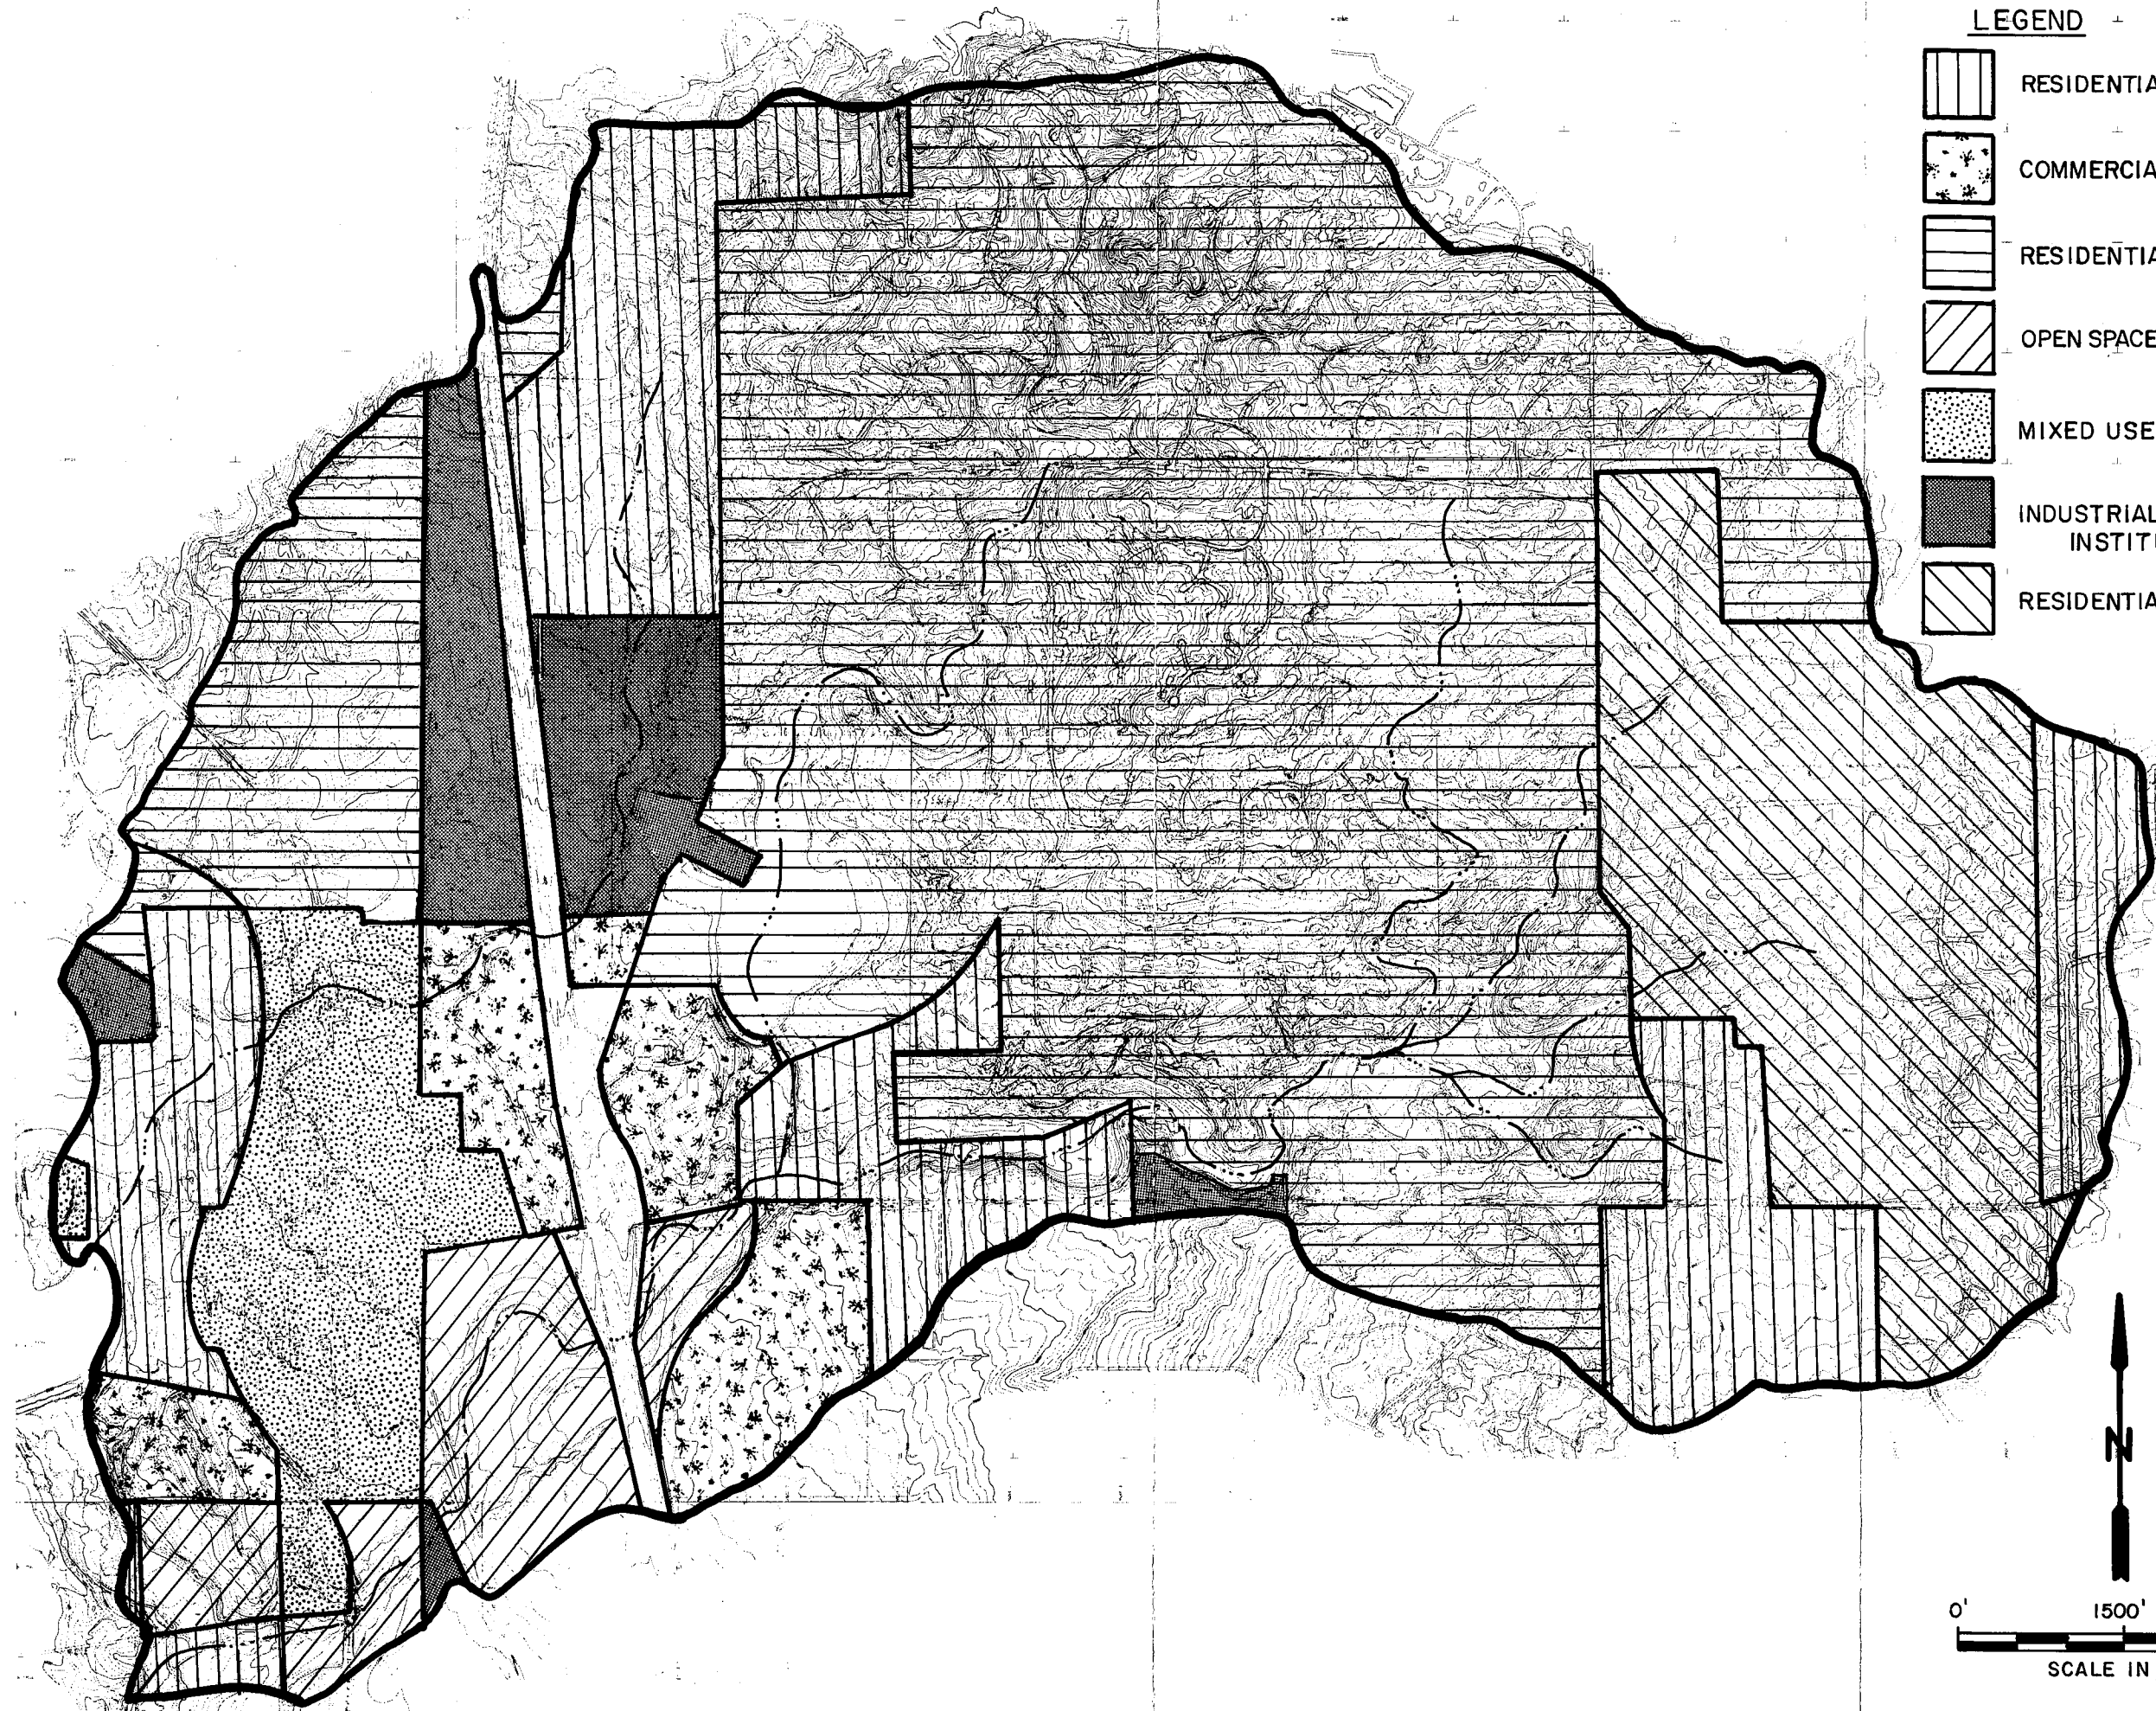 LEGEND
RESIDENTIA
COMMERCIA
RESIDENTIA
OPEN SPACE
MIXED USE
INDUSTRIAL
INSTIT
RESIDENTIA
N
0' 1500'
SCALE IN